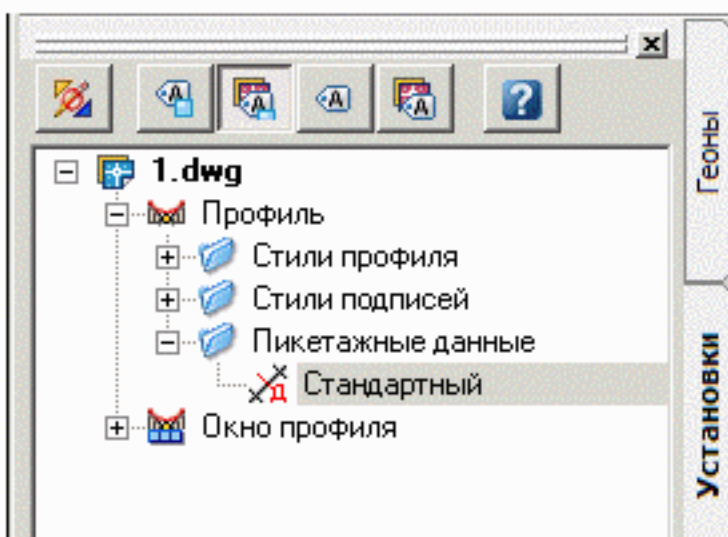 1.dwg
Профиль
Стили профиля
Стили подписей
Пикетажные данные
Стандартный
Окно профиля
Геоны
Установки